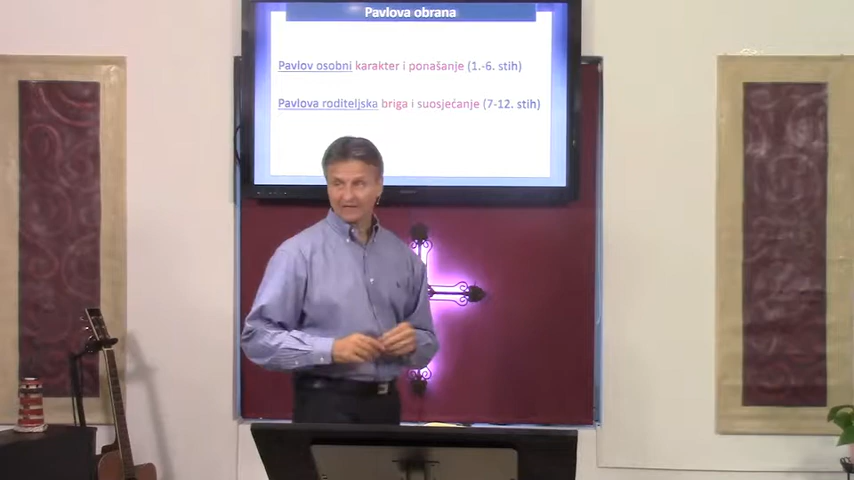 Pavlova obrana
Pavlov osobni karakter i ponašanje (1.-6. stih)
Pavlova roditeljska briga i suosjećanje (7-12. stih)